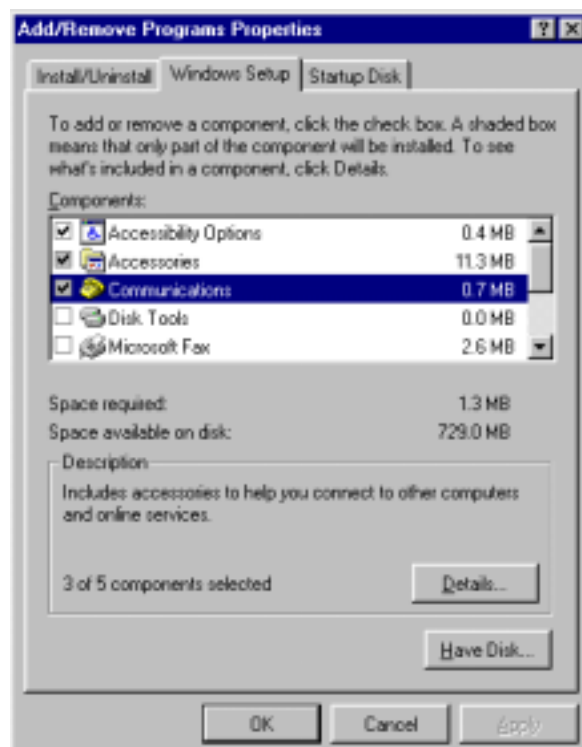 Add/Remove Programs Properties
Install/Uninstall Windows Setup Startup Disk
To add or remove a component, click the check box. A shaded box
means that only part of the component will be installed. To see
what's included in a component, click Details.
Components:
Accessibility Options 0.4 MB
Accessories 11.3 MB
Communications 0.7 MB
Disk Tools 0.0 MB
Microsoft Fax 2.6 MB
Space required: 1.3 MB
Space available on disk: 729.0 MB
Description
Includes accessories to help you connect to other computers
and online services.
3 of 5 components selected
Details...
Have Disk...
OK Cancel Apply